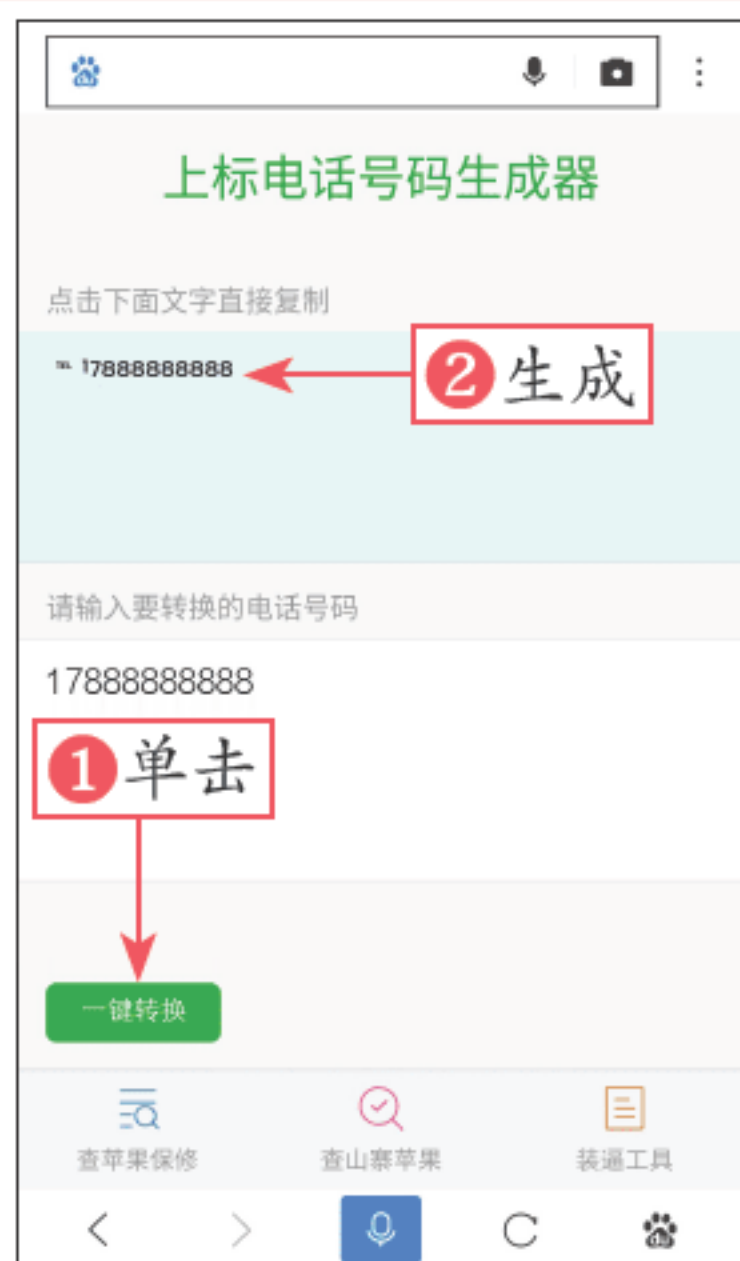 上标电话号码生成器
点击下面文字直接复制
℡ ¹7888888888
❷生成
请输入要转换的电话号码
17888888888
❶单击
一键转换
查苹果保修 查山寨苹果 装逼工具